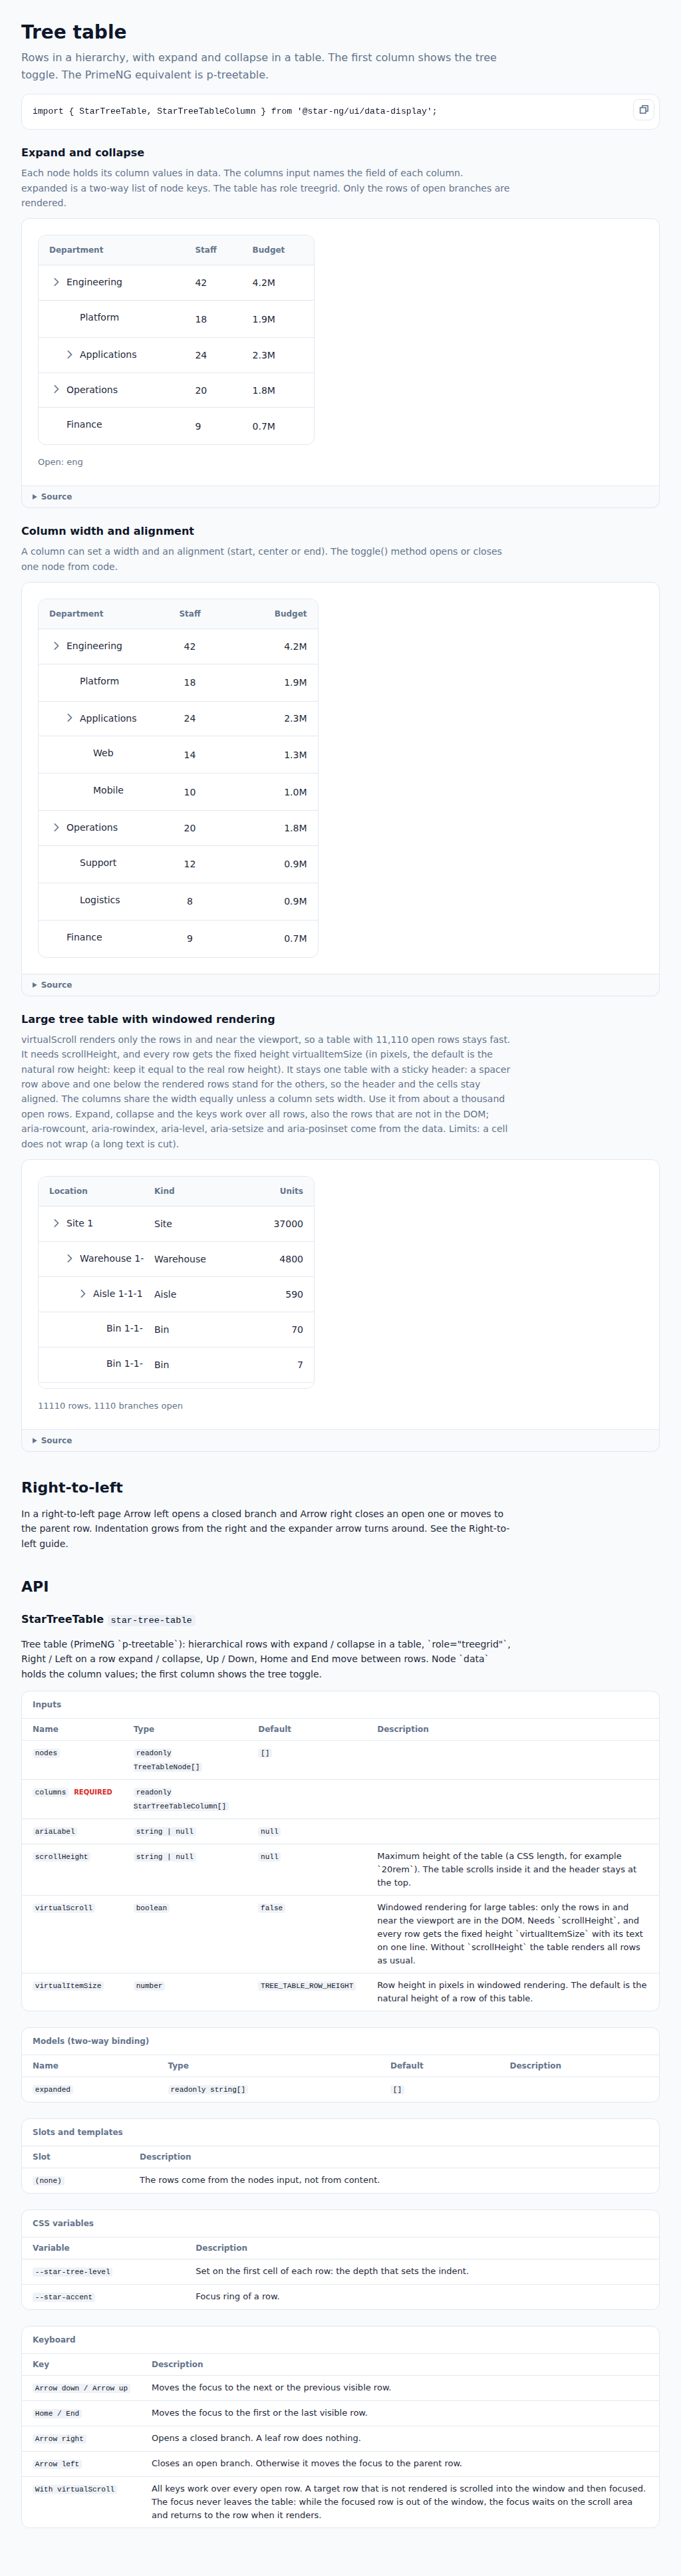 Tree table
Rows in a hierarchy, with expand and collapse in a table. The first column shows the tree
toggle. The PrimeNG equivalent is p-treetable.
import { StarTreeTable, StarTreeTableColumn } from '@star-ng/ui/data-display';
Expand and collapse
Each node holds its column values in data. The columns input names the field of each column.
expanded is a two-way list of node keys. The table has role treegrid. Only the rows of open branches are
rendered.
Department Staff Budget
Engineering 42 4.2M
Platform 18 1.9M
Applications 24 2.3M
Operations 20 1.8M
Finance 9 0.7M
Open: eng
Source
Column width and alignment
A column can set a width and an alignment (start, center or end). The toggle() method opens or closes
one node from code.
Department Staff Budget
Engineering 42 4.2M
Platform 18 1.9M
Applications 24 2.3M
Web 14 1.3M
Mobile 10 1.0M
Operations 20 1.8M
Support 12 0.9M
Logistics 8 0.9M
Finance 9 0.7M
Source
Large tree table with windowed rendering
virtualScroll renders only the rows in and near the viewport, so a table with 11,110 open rows stays fast.
It needs scrollHeight, and every row gets the fixed height virtualItemSize (in pixels, the default is the
natural row height: keep it equal to the real row height). It stays one table with a sticky header: a spacer
row above and one below the rendered rows stand for the others, so the header and the cells stay
aligned. The columns share the width equally unless a column sets width. Use it from about a thousand
open rows. Expand, collapse and the keys work over all rows, also the rows that are not in the DOM;
aria-rowcount, aria-rowindex, aria-level, aria-setsize and aria-posinset come from the data. Limits: a cell
does not wrap (a long text is cut).
Location Kind Units
Site 1 Site 37000
Warehouse 1- Warehouse 4800
Aisle 1-1-1 Aisle 590
Bin 1-1- Bin 70
Bin 1-1- Bin 7
11110 rows, 1110 branches open
Source
Right-to-left
In a right-to-left page Arrow left opens a closed branch and Arrow right closes an open one or moves to
the parent row. Indentation grows from the right and the expander arrow turns around. See the Right-to-
left guide.
API
StarTreeTable star-tree-table
Tree table (PrimeNG `p-treetable`): hierarchical rows with expand / collapse in a table, `role="treegrid"`,
Right / Left on a row expand / collapse, Up / Down, Home and End move between rows. Node `data`
holds the column values; the first column shows the tree toggle.
Inputs
Name Type Default Description
nodes readonly TreeTableNode[] []
columns REQUIRED readonly StarTreeTableColumn[]
ariaLabel string | null null
scrollHeight string | null null Maximum height of the table (a CSS length, for example
`20rem`). The table scrolls inside it and the header stays at
the top.
virtualScroll boolean false Windowed rendering for large tables: only the rows in and
near the viewport are in the DOM. Needs `scrollHeight`, and
every row gets the fixed height `virtualItemSize` with its text
on one line. Without `scrollHeight` the table renders all rows
as usual.
virtualItemSize number TREE_TABLE_ROW_HEIGHT Row height in pixels in windowed rendering. The default is the
natural height of a row of this table.
Models (two-way binding)
Name Type Default Description
expanded readonly string[] []
Slots and templates
Slot Description
(none) The rows come from the nodes input, not from content.
CSS variables
Variable Description
--star-tree-level Set on the first cell of each row: the depth that sets the indent.
--star-accent Focus ring of a row.
Keyboard
Key Description
Arrow down / Arrow up Moves the focus to the next or the previous visible row.
Home / End Moves the focus to the first or the last visible row.
Arrow right Opens a closed branch. A leaf row does nothing.
Arrow left Closes an open branch. Otherwise it moves the focus to the parent row.
With virtualScroll All keys work over every open row. A target row that is not rendered is scrolled into the window and then focused.
The focus never leaves the table: while the focused row is out of the window, the focus waits on the scroll area
and returns to the row when it renders.